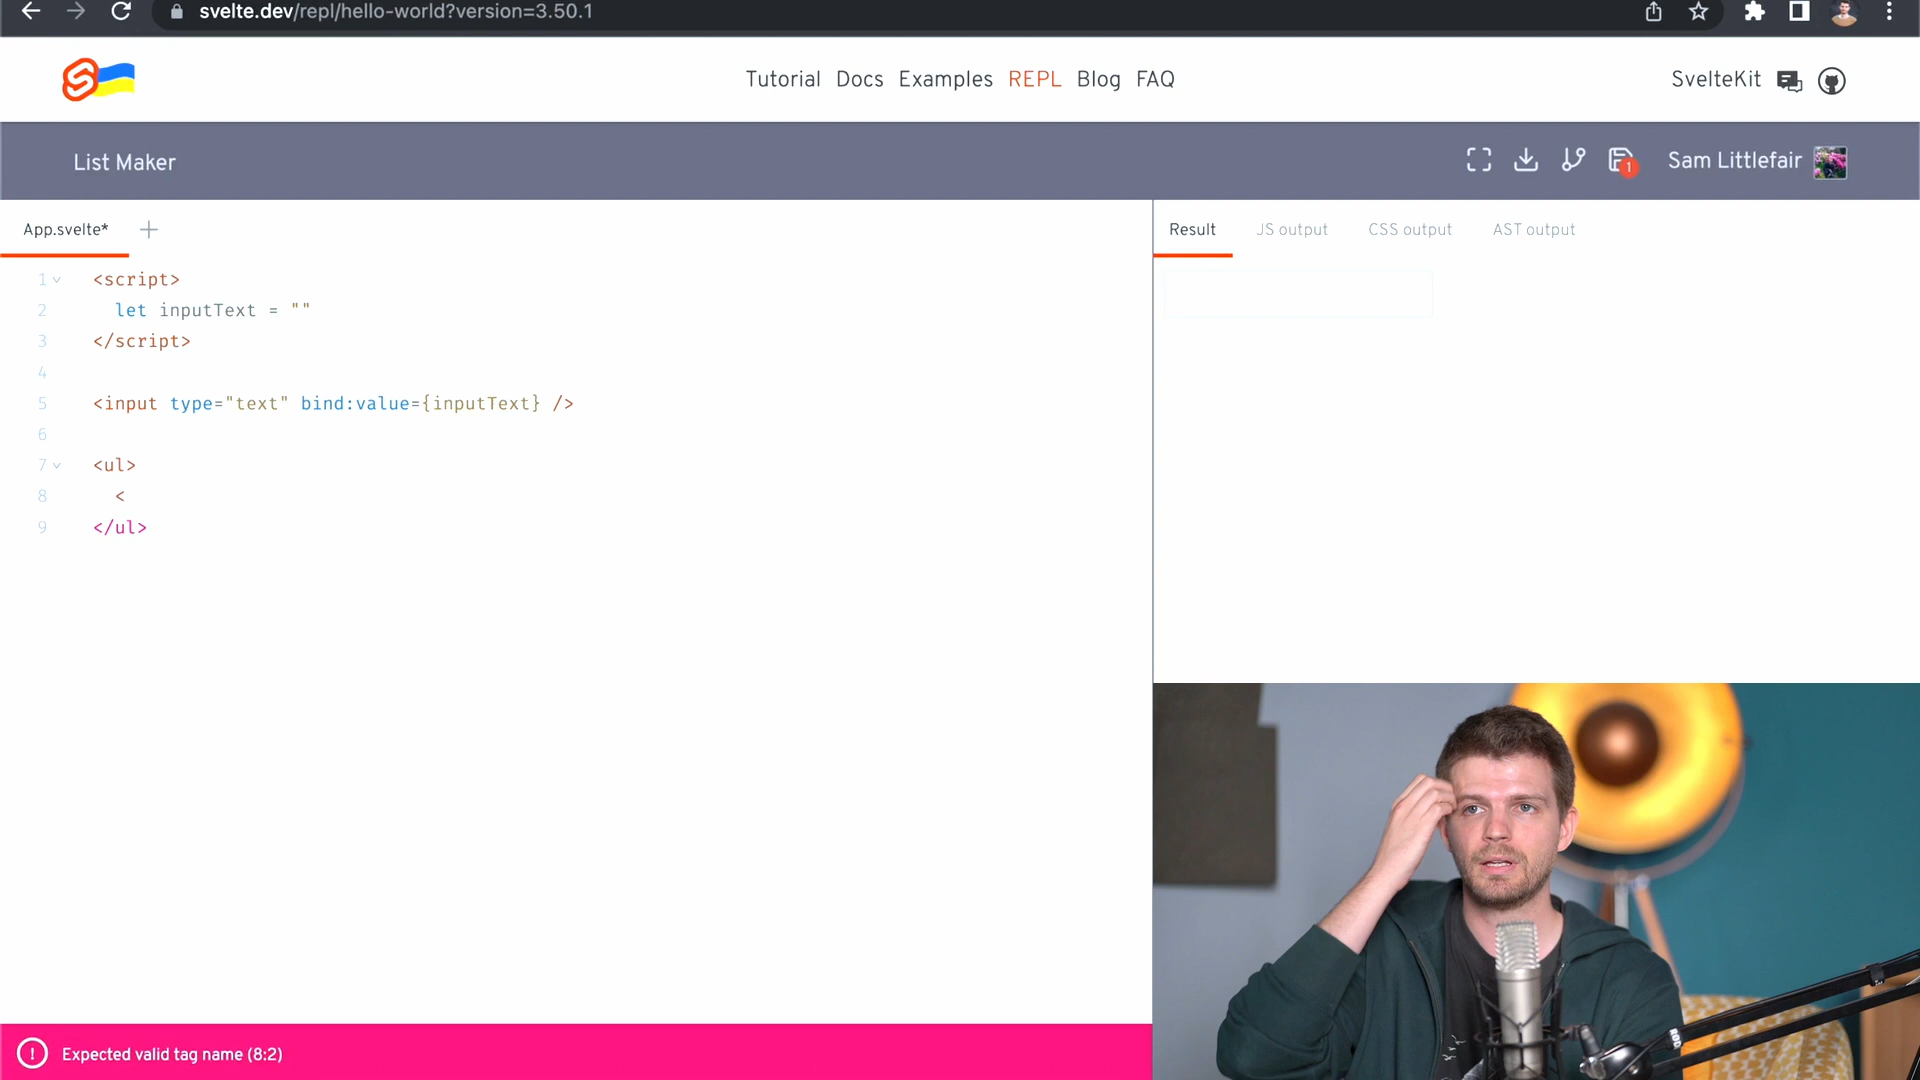 svelte.dev/repl/hello-world?version=3.50.1
Tutorial Docs Examples REPL Blog FAQ
SvelteKit
List Maker
1
Sam Littlefair
App.svelte*
Result JS output CSS output AST output
1 <script>
2 let inputText = ""
3 </script>
4
5 <input type="text" bind:value={inputText} />
6
7 <ul>
8 <
9 </ul>
Expected valid tag name (8:2)